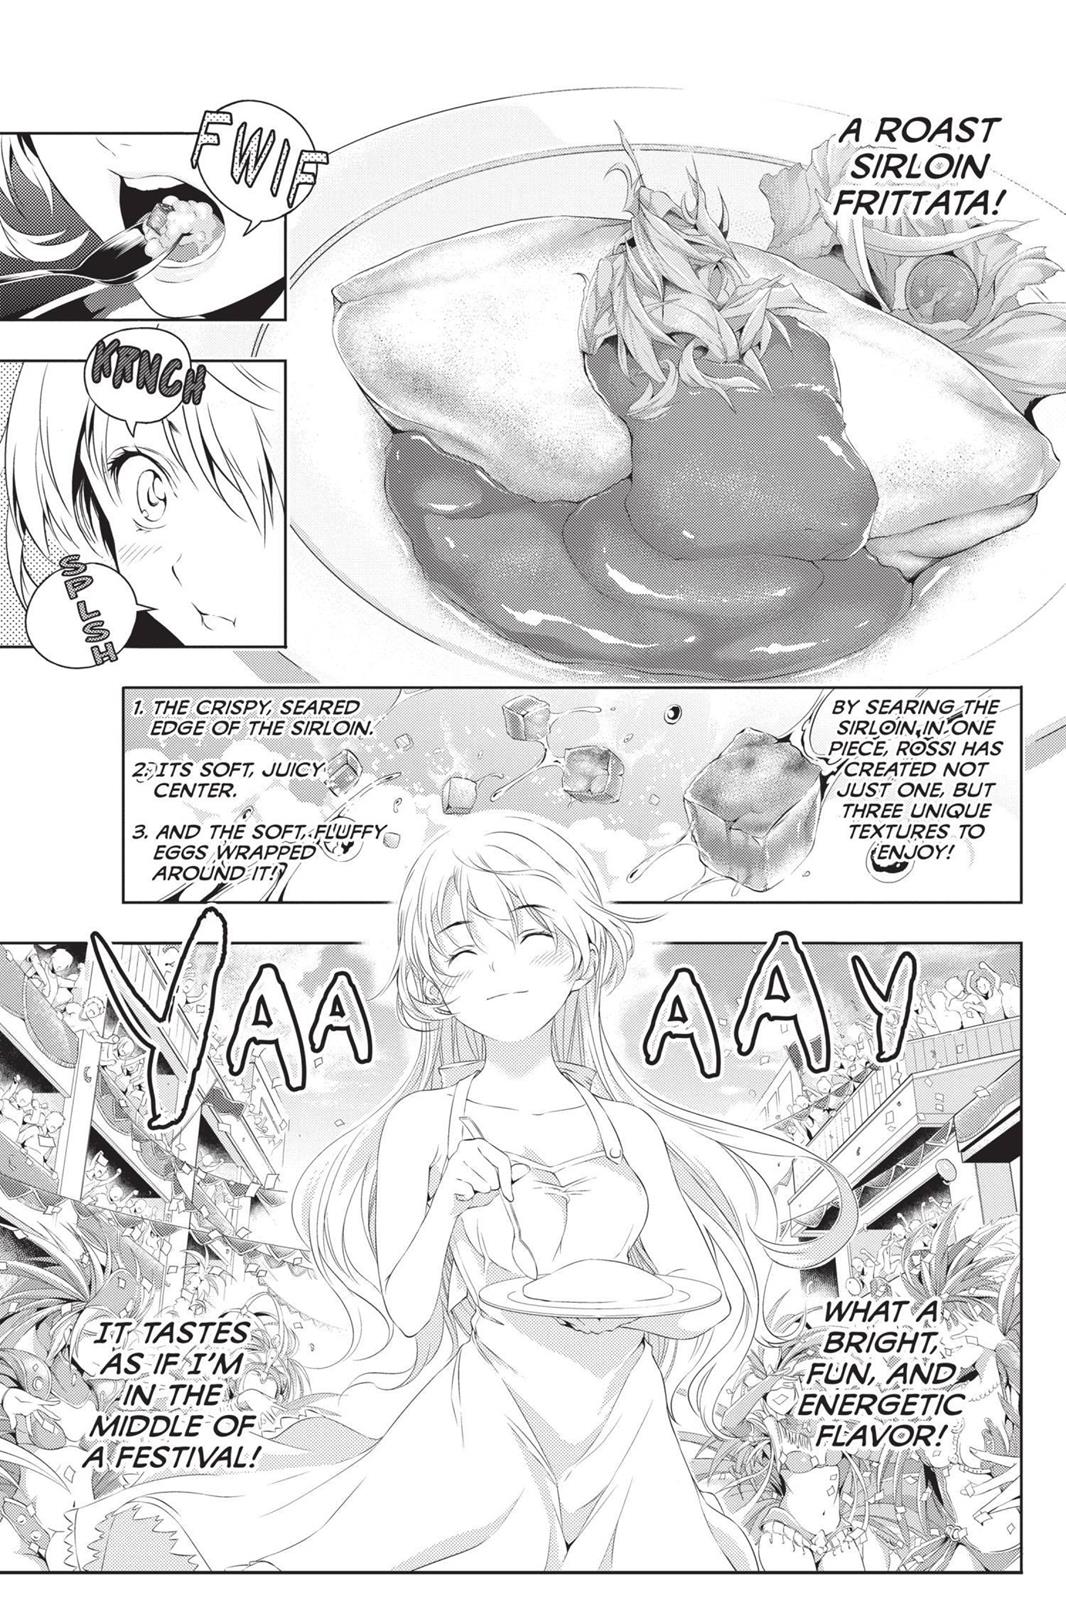 A ROAST
SIRLOIN
FRITTATA!
FWIF
KRNCH
SPLSH
1. THE CRISPY, SEARED
EDGE OF THE SIRLOIN.
2. ITS SOFT, JUICY
CENTER.
3. AND THE SOFT, FLUFFY
EGGS WRAPPED
AROUND IT!
BY SEARING THE
SIRLOIN IN ONE
PIECE, ROSSI HAS
CREATED NOT
JUST ONE, BUT
THREE UNIQUE
TEXTURES TO
ENJOY!
YAA AAY
IT TASTES
AS IF I'M
IN THE
MIDDLE OF
A FESTIVAL!
WHAT A
BRIGHT,
FUN, AND
ENERGETIC
FLAVOR!